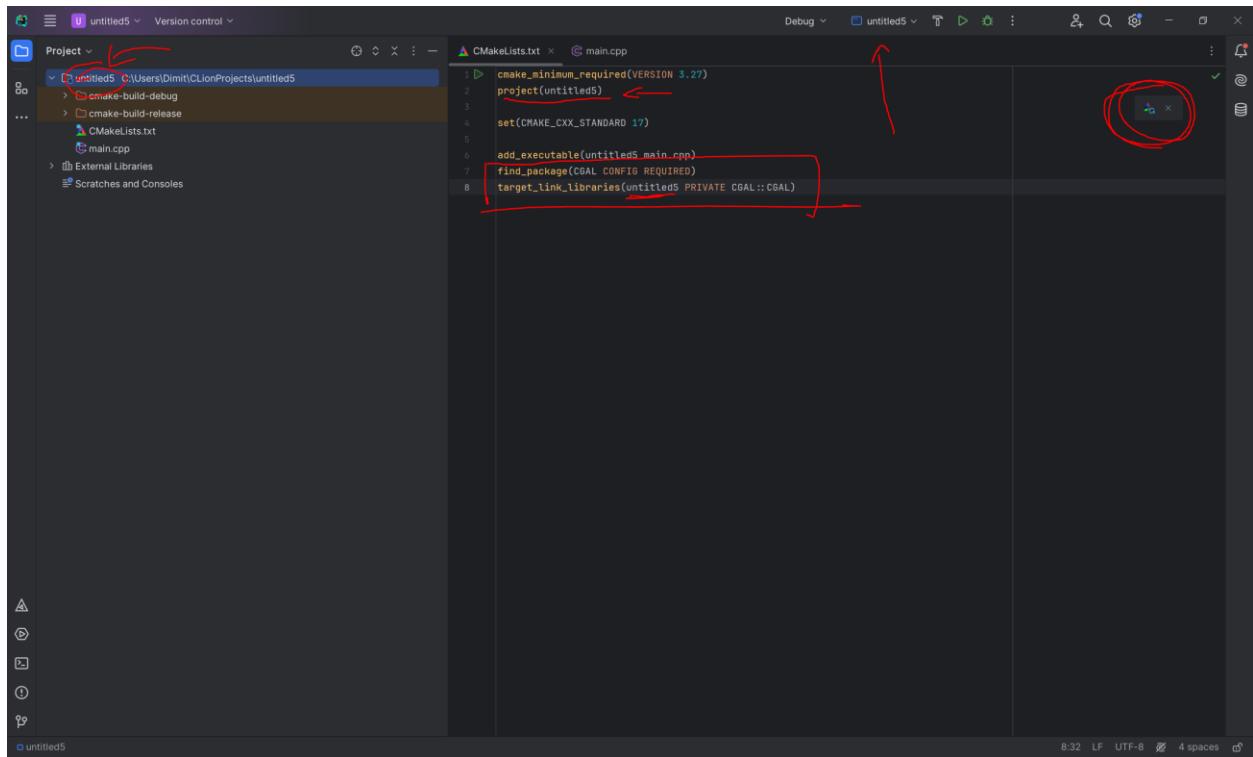 U untitled5 Version control Debug untitled5
Project
CMakeLists.txt main.cpp
untitled5 C:\Users\Dimit\CLionProjects\untitled5
cmake-build-debug
cmake-build-release
CMakeLists.txt
main.cpp
External Libraries
Scratches and Consoles
1 cmake_minimum_required(VERSION 3.27)
2 project(untitled5)
3
4 set(CMAKE_CXX_STANDARD 17)
5
6 add_executable(untitled5 main.cpp)
7 find_package(CGAL CONFIG REQUIRED)
8 target_link_libraries(untitled5 PRIVATE CGAL::CGAL)
untitled5 8:32 LF UTF-8 4 spaces